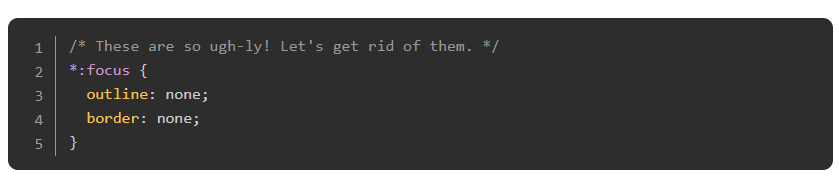 1 /* These are so ugh-ly! Let's get rid of them. */
2 *:focus {
3   outline: none;
4   border: none;
5 }